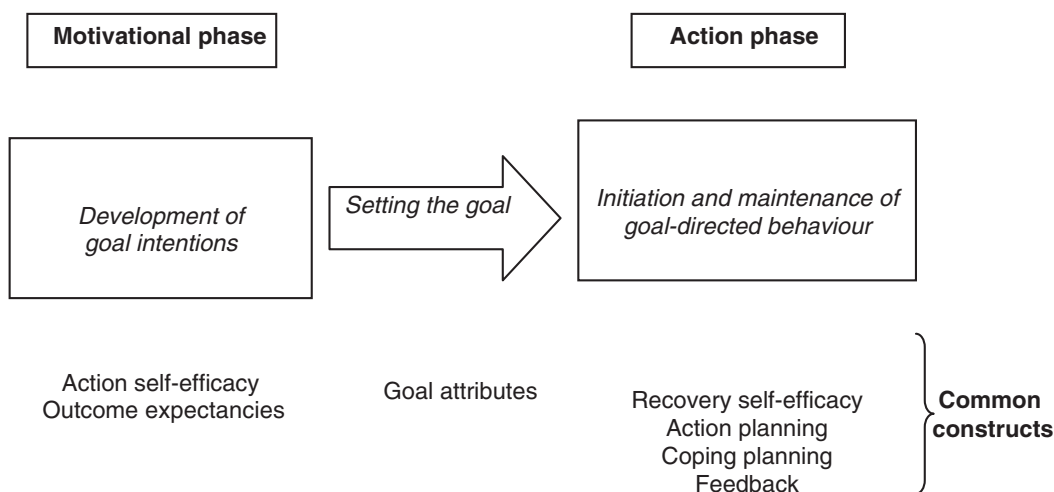 Motivational phase
Action phase
Development of
goal intentions
Setting the goal
Initiation and maintenance of
goal-directed behaviour
Action self-efficacy
Outcome expectancies
Goal attributes
Recovery self-efficacy
Action planning
Coping planning
Feedback
Common
constructs